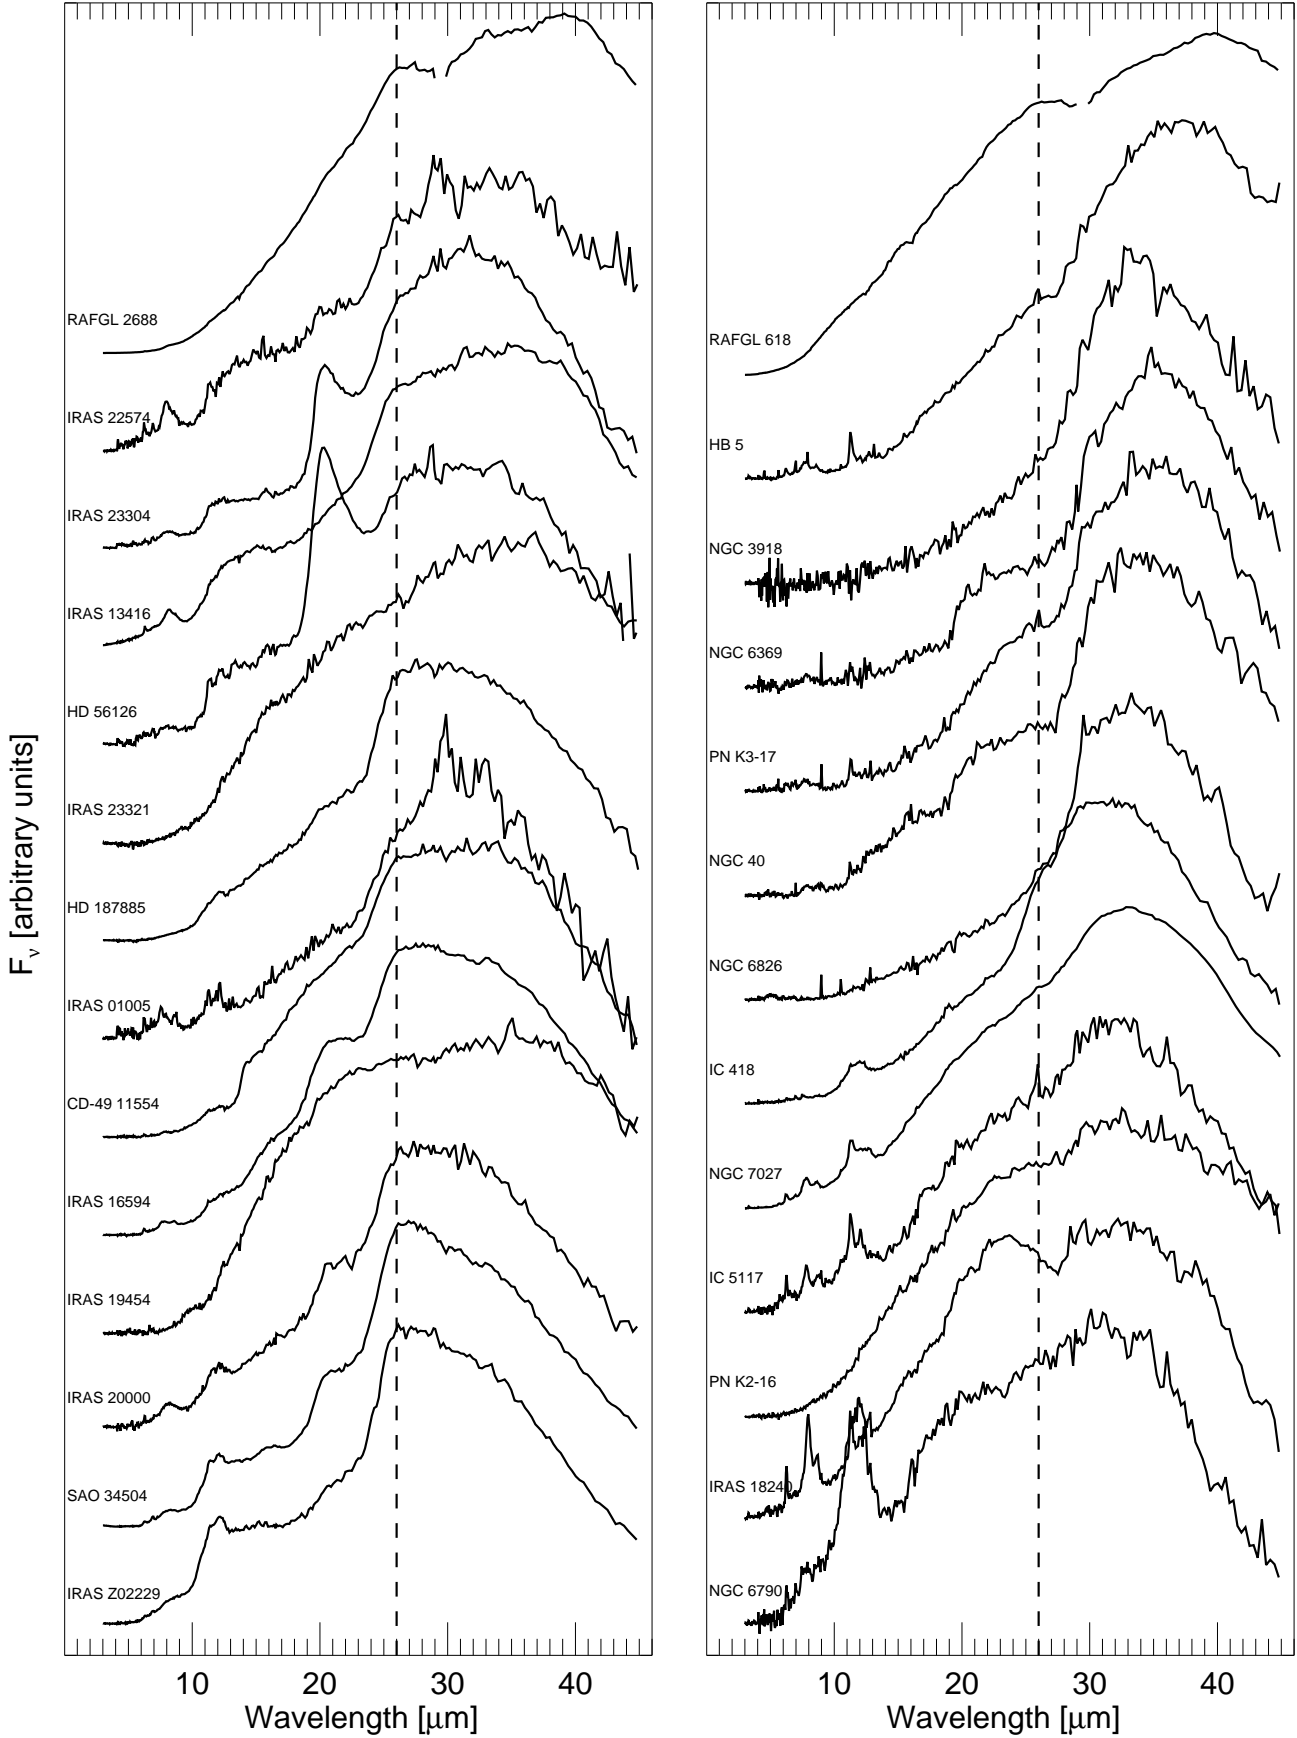 RAFGL 2688
IRAS 22574
IRAS 23304
IRAS 13416
HD 56126
IRAS 23321
HD 187885
IRAS 01005
CD-49 11554
IRAS 16594
IRAS 19454
IRAS 20000
SAO 34504
IRAS Z02229
Fν [arbitrary units]
10 20 30 40
Wavelength [μm]
RAFGL 618
HB 5
NGC 3918
NGC 6369
PN K3-17
NGC 40
NGC 6826
IC 418
NGC 7027
IC 5117
PN K2-16
IRAS 18240
NGC 6790
10 20 30 40
Wavelength [μm]